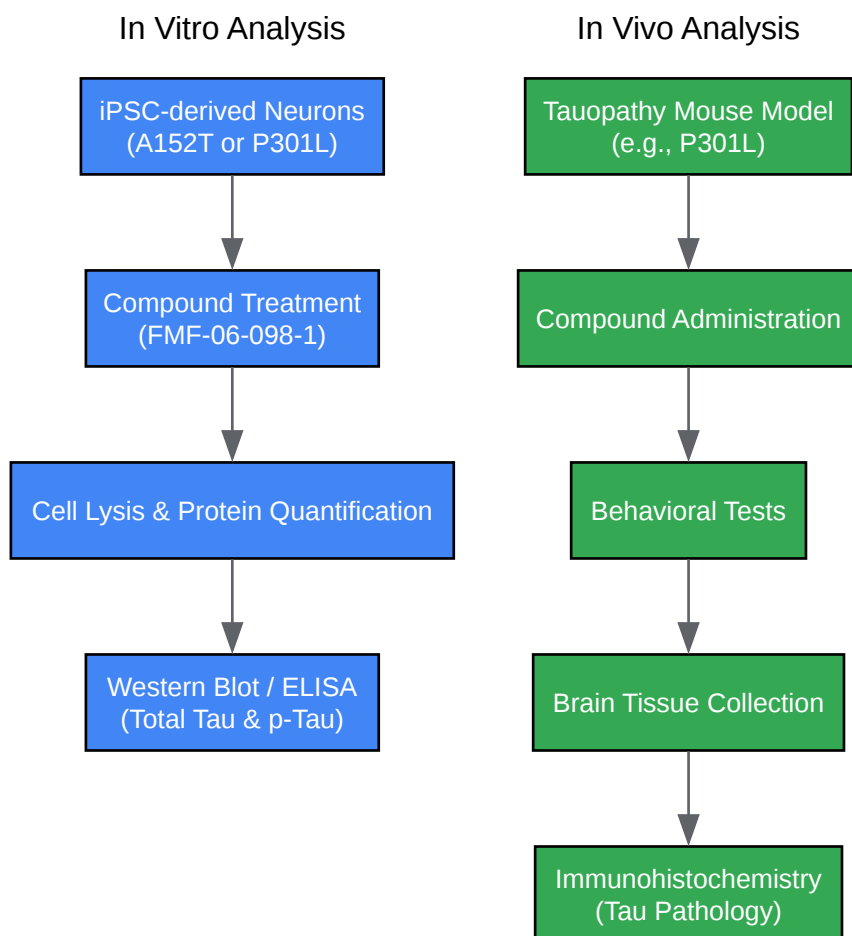 In Vitro Analysis
iPSC-derived Neurons
(A152T or P301L)
Compound Treatment
(FMF-06-098-1)
Cell Lysis & Protein Quantification
Western Blot / ELISA
(Total Tau & p-Tau)
In Vivo Analysis
Tauopathy Mouse Model
(e.g., P301L)
Compound Administration
Behavioral Tests
Brain Tissue Collection
Immunohistochemistry
(Tau Pathology)